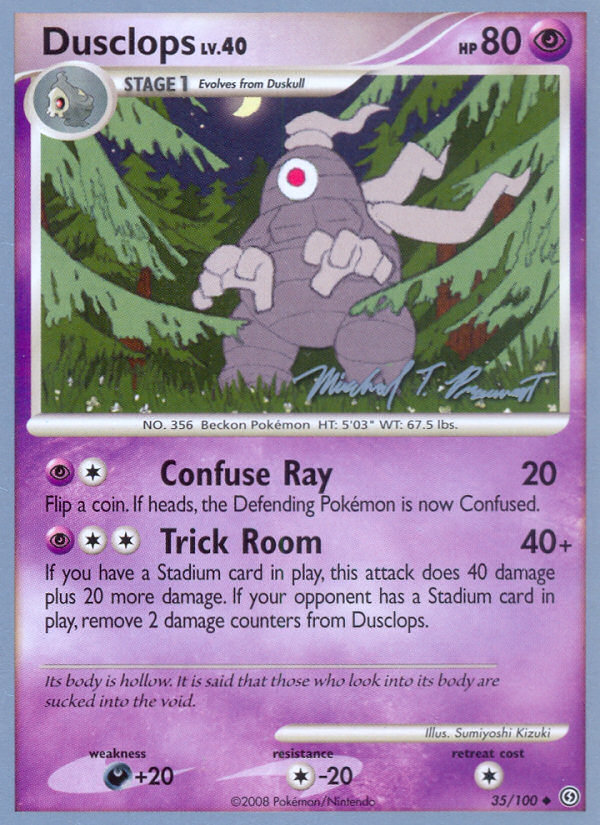 Dusclops LV.40
HP 80
STAGE 1 Evolves from Duskull
NO. 356 Beckon Pokémon HT: 5'03" WT: 67.5 lbs.
Confuse Ray 20
Flip a coin. If heads, the Defending Pokémon is now Confused.
Trick Room 40+
If you have a Stadium card in play, this attack does 40 damage
plus 20 more damage. If your opponent has a Stadium card in
play, remove 2 damage counters from Dusclops.
Its body is hollow. It is said that those who look into its body are
sucked into the void.
Illus. Sumiyoshi Kizuki
weakness resistance retreat cost
+20 -20
©2008 Pokémon/Nintendo 35/100